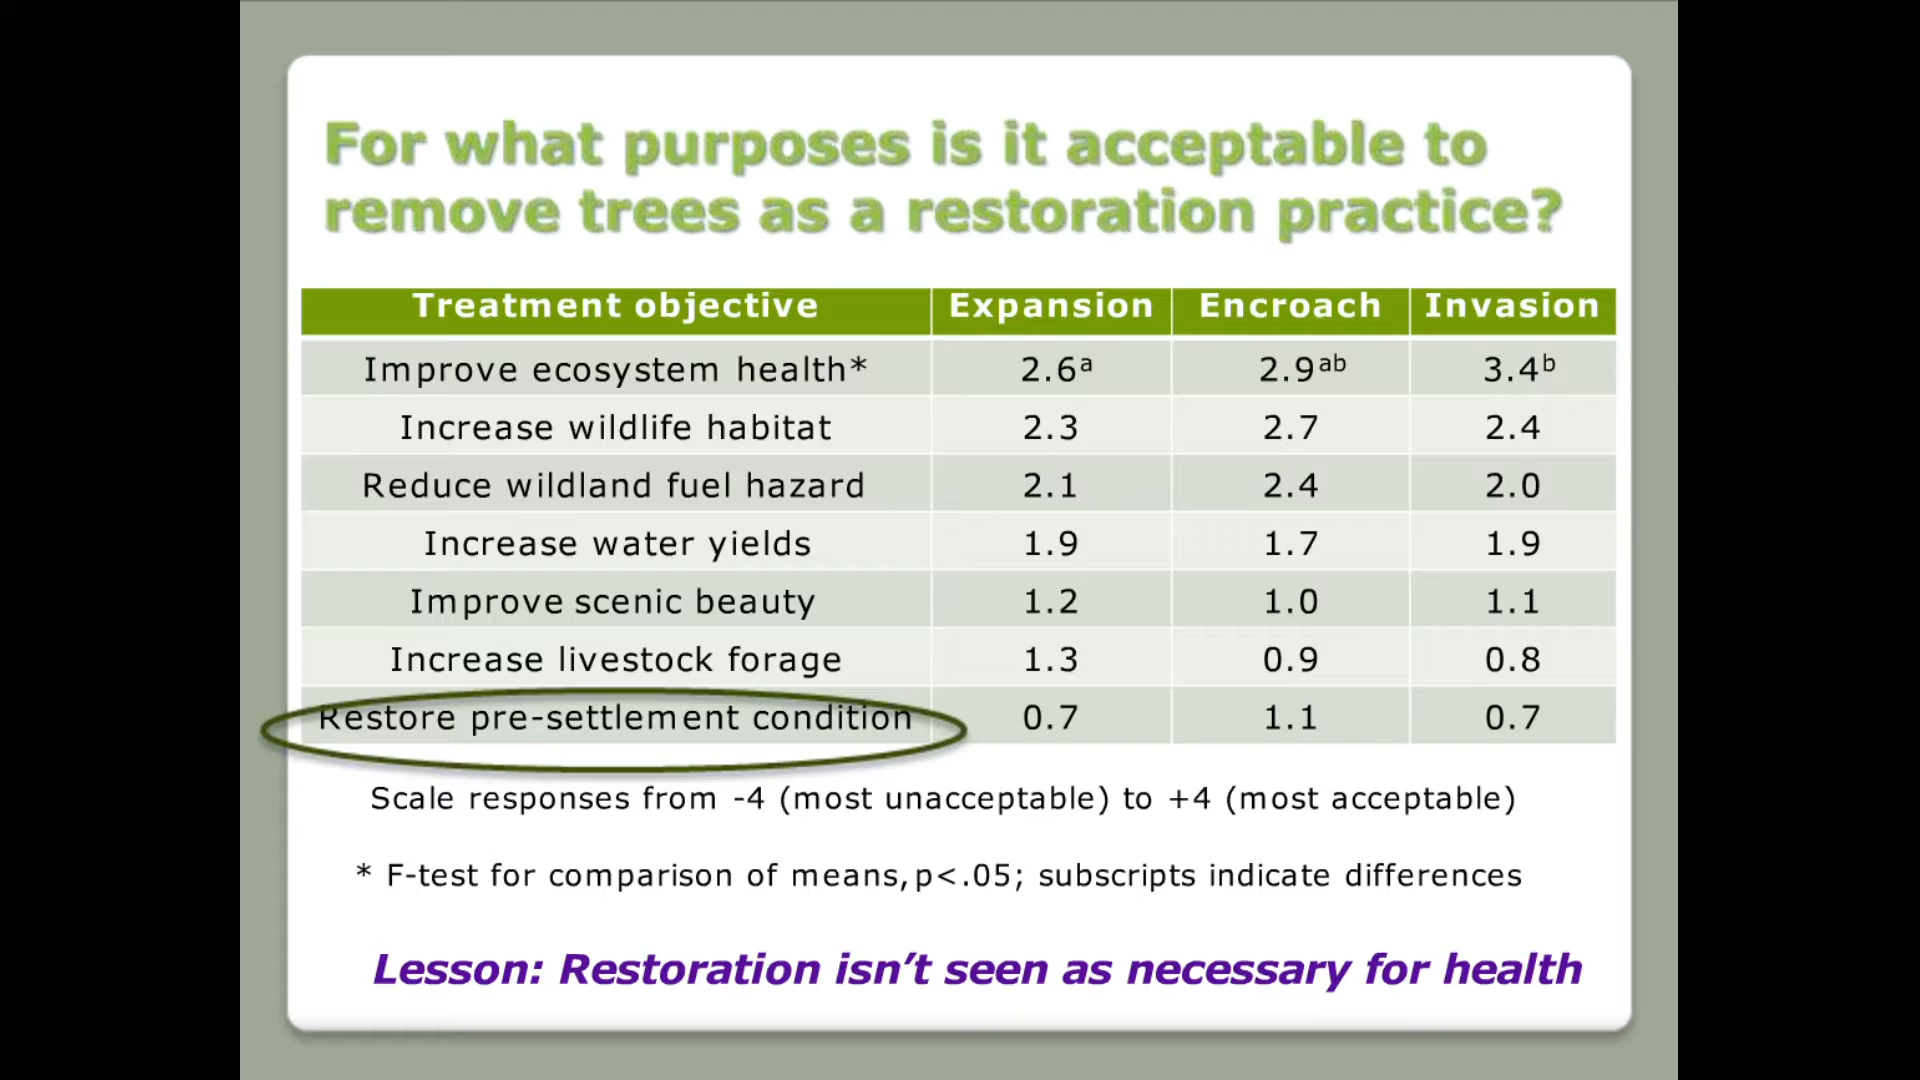 For what purposes is it acceptable to
remove trees as a restoration practice?
Treatment objective Expansion Encroach Invasion
Improve ecosystem health* 2.6a 2.9ab 3.4b
Increase wildlife habitat 2.3 2.7 2.4
Reduce wildland fuel hazard 2.1 2.4 2.0
Increase water yields 1.9 1.7 1.9
Improve scenic beauty 1.2 1.0 1.1
Increase livestock forage 1.3 0.9 0.8
Restore pre-settlement condition 0.7 1.1 0.7
Scale responses from -4 (most unacceptable) to +4 (most acceptable)
* F-test for comparison of means, p<.05; subscripts indicate differences
Lesson: Restoration isn’t seen as necessary for health